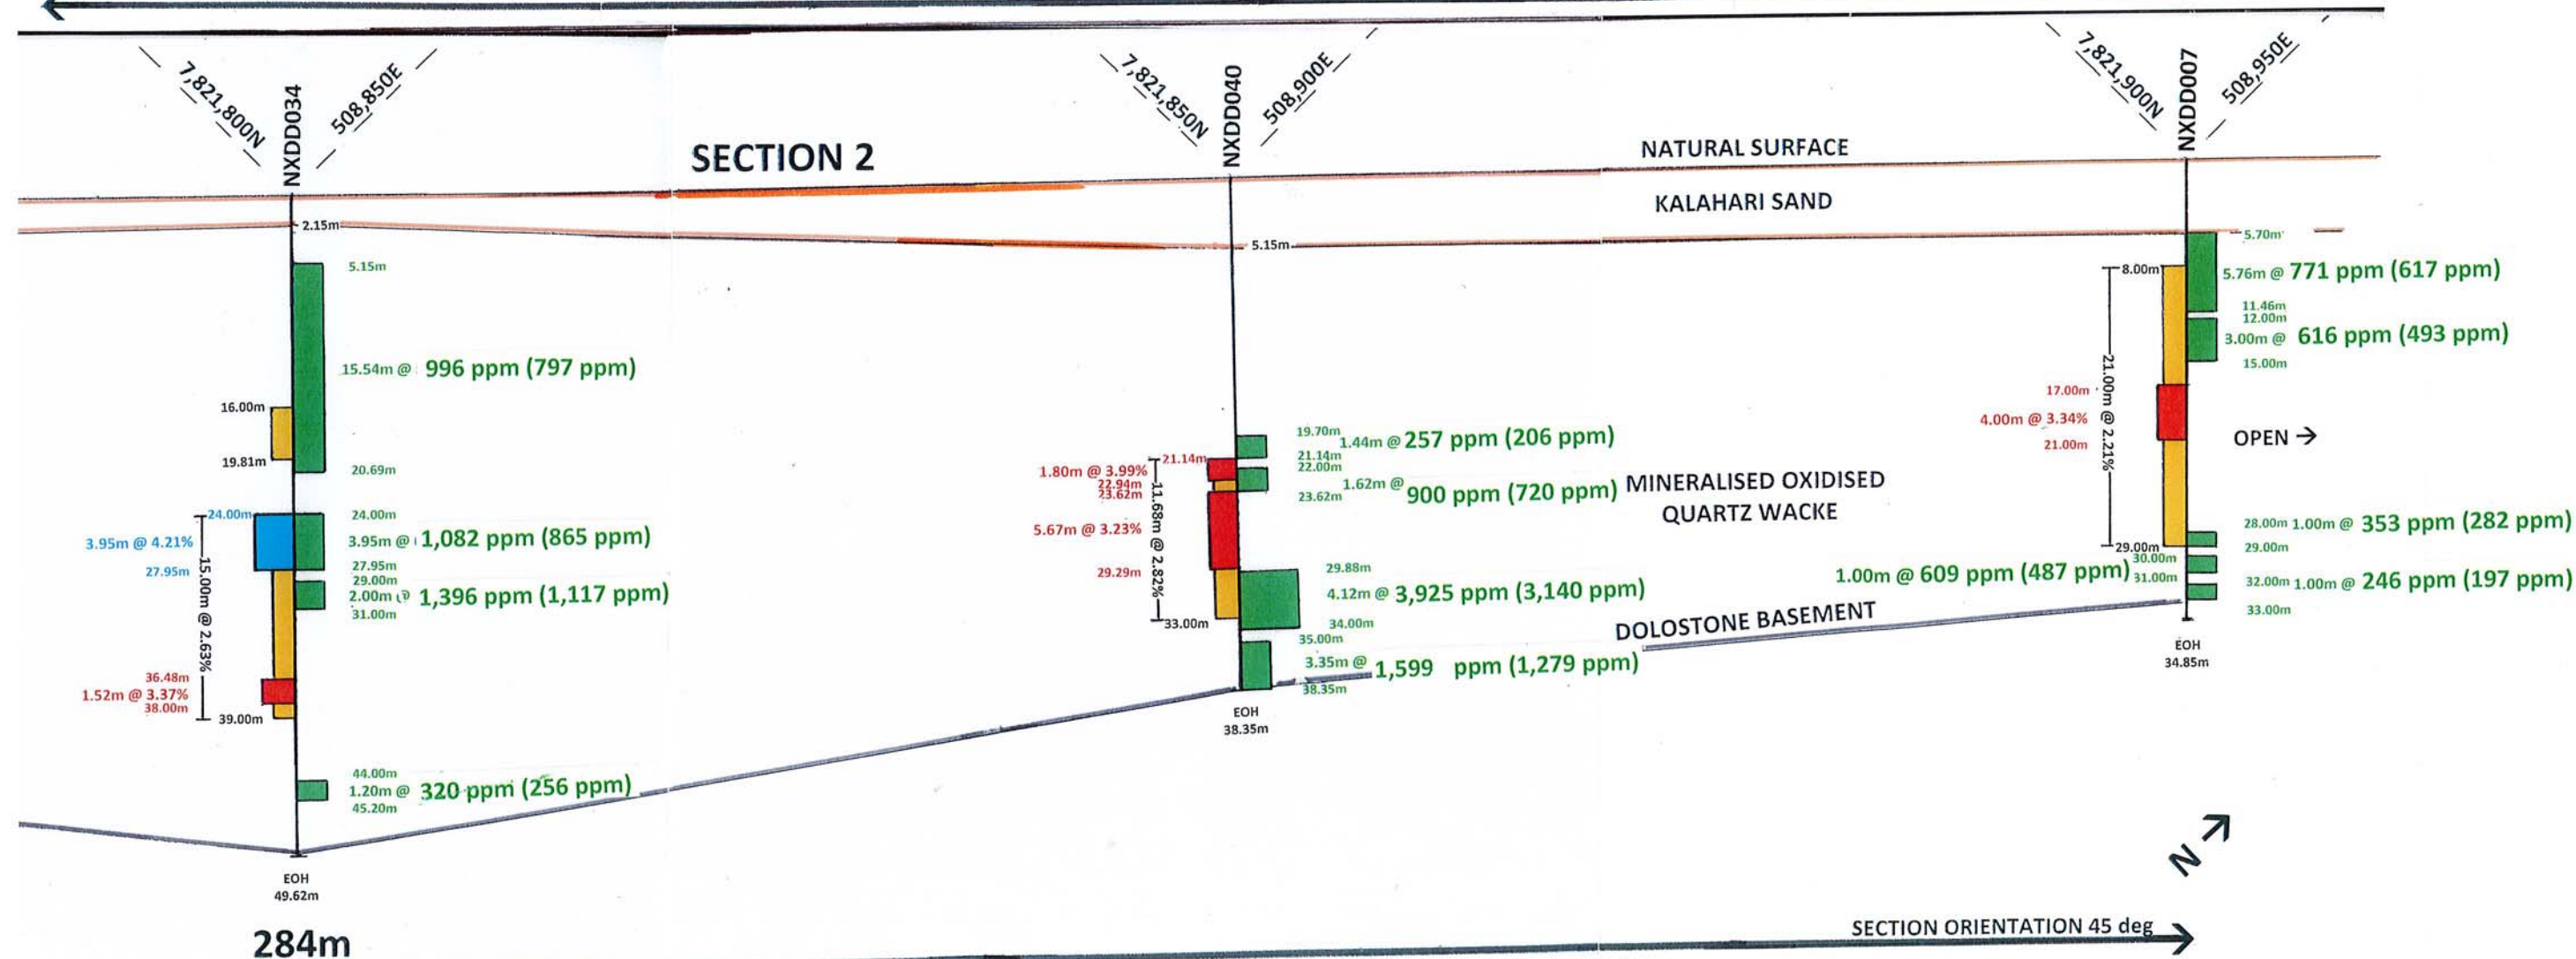 7,821,800N
NXDD034
508,850E
7,821,850N
NXDD040
508,900E
7,821,900N
NXDD007
508,950E
SECTION 2
NATURAL SURFACE
KALAHARI SAND
2.15m
5.15m
15.54m @ 996 ppm (797 ppm)
16.00m
19.81m
20.69m
24.00m
24.00m
3.95m @ 4.21%
3.95m @ 1,082 ppm (865 ppm)
27.95m
27.95m
29.00m
2.00m @ 1,396 ppm (1,117 ppm)
31.00m
15.00m @ 2.63%
36.48m
1.52m @ 3.37%
38.00m
39.00m
44.00m
1.20m @ 320 ppm (256 ppm)
45.20m
EOH
49.62m
284m
5.15m
19.70m
1.44m @ 257 ppm (206 ppm)
21.14m
21.14m
22.00m
1.80m @ 3.99%
22.94m
23.62m
1.62m @ 900 ppm (720 ppm)
23.62m
11.68m @ 2.82%
5.67m @ 3.23%
29.29m
29.88m
4.12m @ 3,925 ppm (3,140 ppm)
33.00m
34.00m
35.00m
3.35m @ 1,599 ppm (1,279 ppm)
38.35m
EOH
38.35m
MINERALISED OXIDISED
QUARTZ WACKE
DOLOSTONE BASEMENT
5.70m
8.00m
5.76m @ 771 ppm (617 ppm)
11.46m
12.00m
3.00m @ 616 ppm (493 ppm)
15.00m
21.00m @ 2.21%
17.00m
4.00m @ 3.34%
21.00m
OPEN →
28.00m 1.00m @ 353 ppm (282 ppm)
29.00m
29.00m
30.00m
1.00m @ 609 ppm (487 ppm)
31.00m
32.00m 1.00m @ 246 ppm (197 ppm)
33.00m
EOH
34.85m
N
SECTION ORIENTATION 45 deg